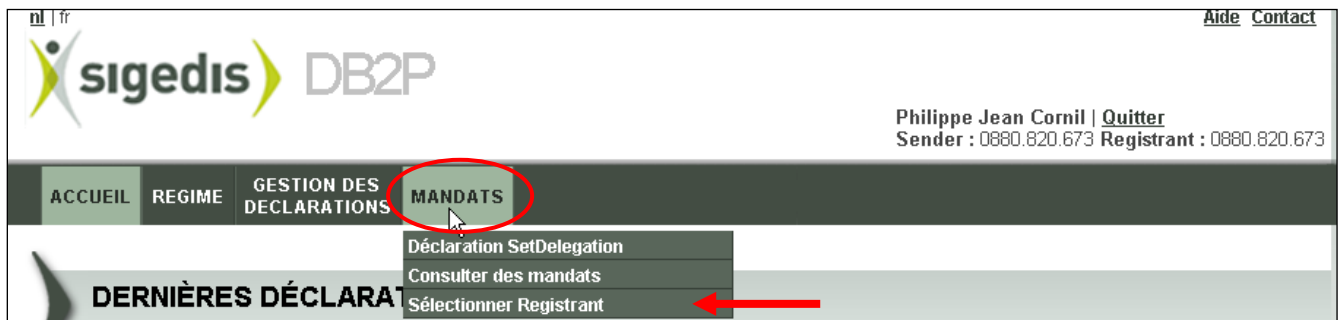 nl | fr
Aide Contact
sigedis DB2P
Philippe Jean Cornil | Quitter
Sender : 0880.820.673 Registrant : 0880.820.673
ACCUEIL REGIME GESTION DES DECLARATIONS MANDATS
Déclaration SetDelegation
Consulter des mandats
Sélectionner Registrant
DERNIÈRES DÉCLARAT